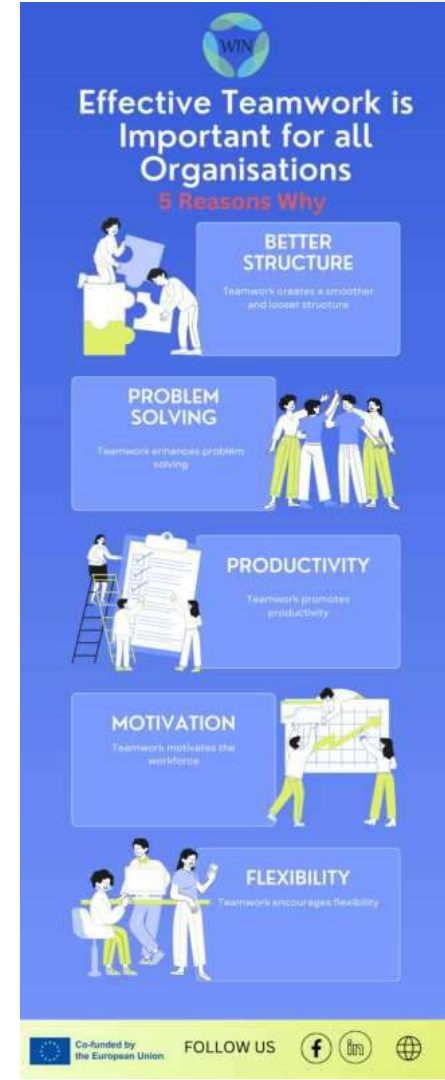 WIN
Effective Teamwork is
Important for all
Organisations
5 Reasons Why
BETTER
STRUCTURE
Teamwork creates a smoother
and looser structure
PROBLEM
SOLVING
Teamwork enhances problem
solving
PRODUCTIVITY
Teamwork promotes
productivity
MOTIVATION
Teamwork motivates the
workforce
FLEXIBILITY
Teamwork encourages flexibility
Co-funded by
the European Union
FOLLOW US
f
in